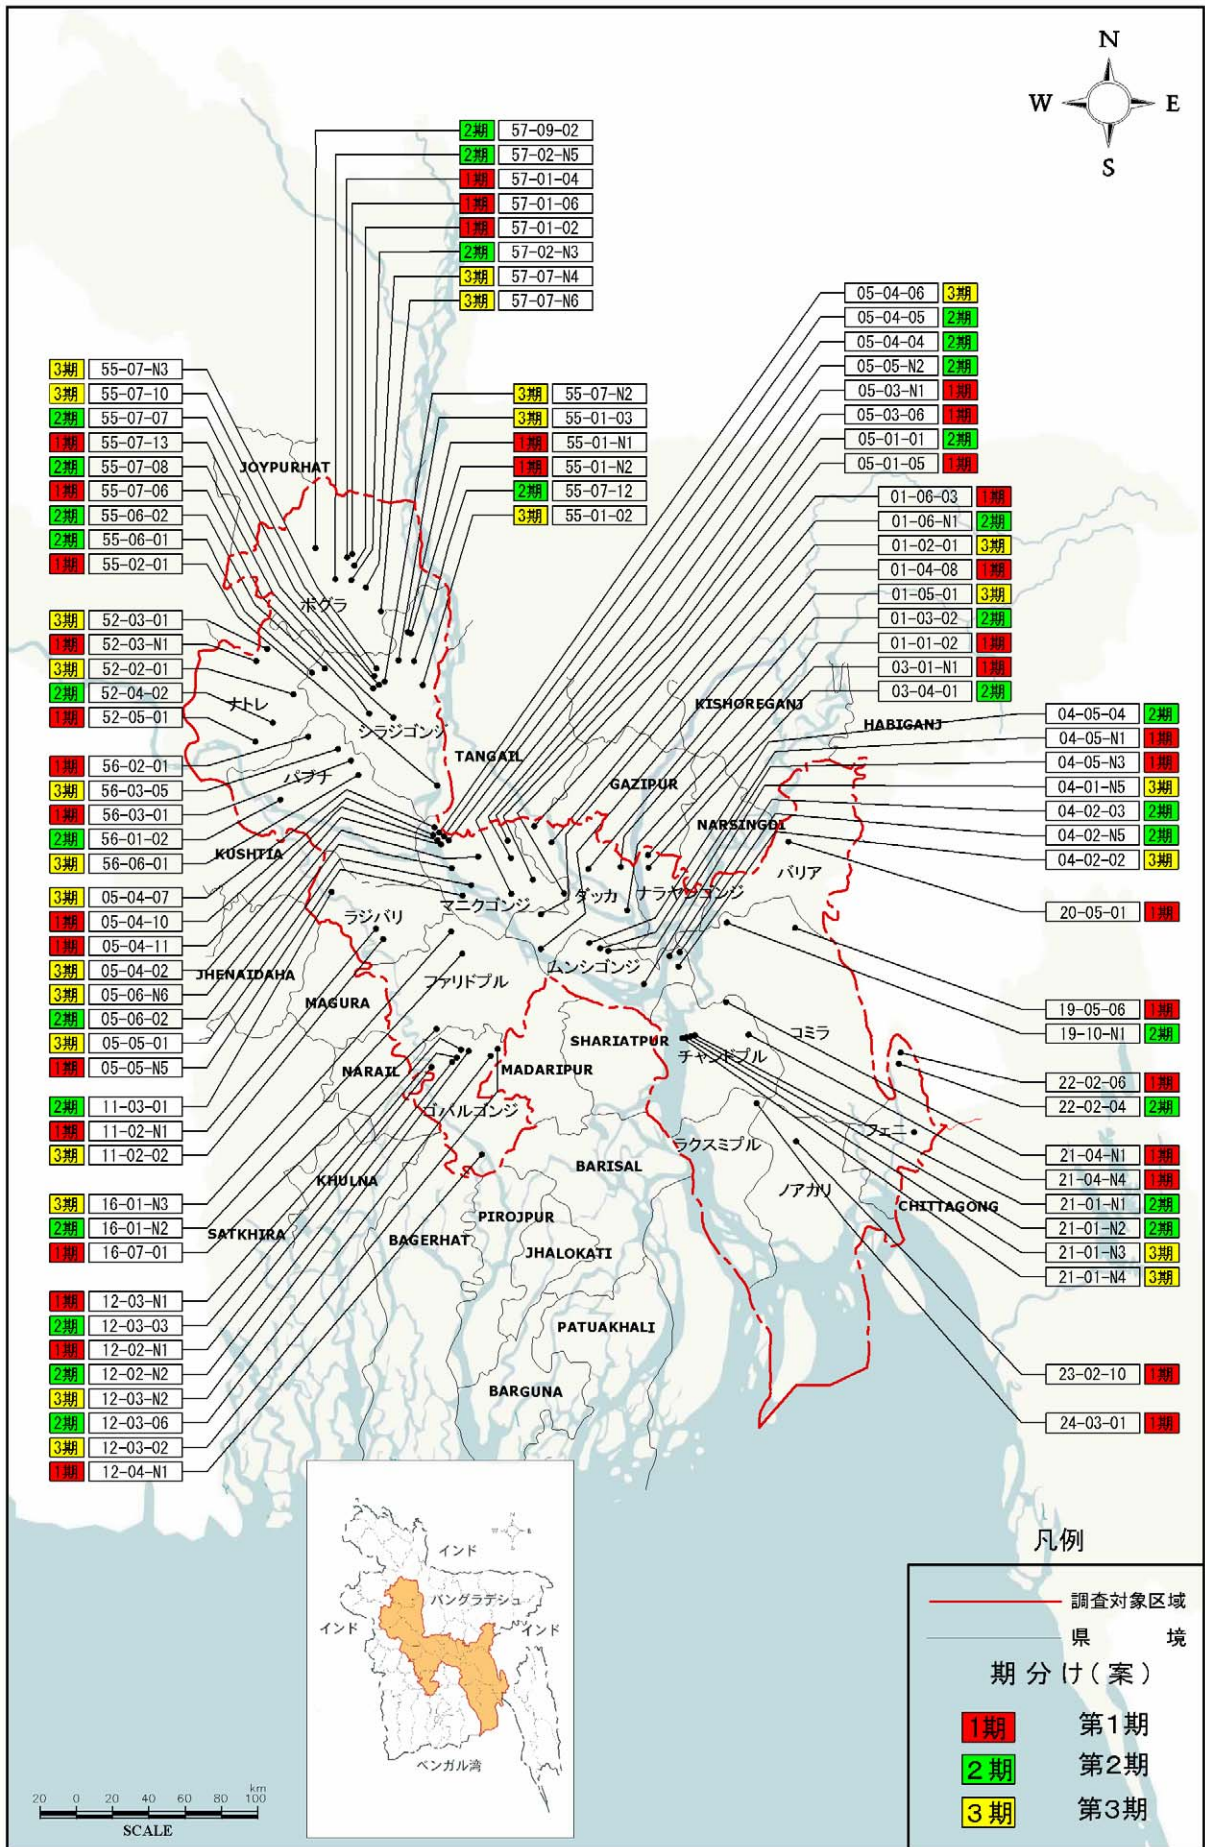 N
W E
S
2期 57-09-02
2期 57-02-N5
1期 57-01-04
1期 57-01-06
1期 57-01-02
2期 57-02-N3
3期 57-07-N4
3期 57-07-N6
05-04-06 3期
05-04-05 2期
05-04-04 2期
05-05-N2 2期
05-03-N1 1期
05-03-06 1期
05-01-01 2期
05-01-05 1期
3期 55-07-N3
3期 55-07-10
2期 55-07-07
1期 55-07-13
2期 55-07-08
1期 55-07-06
2期 55-06-02
2期 55-06-01
1期 55-02-01
3期 55-07-N2
3期 55-01-03
1期 55-01-N1
1期 55-01-N2
2期 55-07-12
3期 55-01-02
01-06-03 1期
01-06-N1 2期
01-02-01 3期
01-04-08 1期
01-05-01 3期
01-03-02 2期
01-01-02 1期
03-01-N1 1期
03-04-01 2期
3期 52-03-01
1期 52-03-N1
3期 52-02-01
2期 52-04-02
1期 52-05-01
04-05-04 2期
04-05-N1 1期
04-05-N3 1期
04-01-N5 3期
04-02-03 2期
04-02-N5 2期
04-02-02 3期
1期 56-02-01
3期 56-03-05
1期 56-03-01
2期 56-01-02
3期 56-06-01
3期 05-04-07
1期 05-04-10
1期 05-04-11
3期 05-04-02
3期 05-06-N6
2期 05-06-02
3期 05-05-01
1期 05-05-N5
20-05-01 1期
19-05-06 1期
19-10-N1 2期
22-02-06 1期
22-02-04 2期
2期 11-03-01
1期 11-02-N1
3期 11-02-02
21-04-N1 1期
21-04-N4 1期
21-01-N1 2期
21-01-N2 2期
21-01-N3 3期
21-01-N4 3期
3期 16-01-N3
2期 16-01-N2
1期 16-07-01
1期 12-03-N1
2期 12-03-03
1期 12-02-N1
2期 12-02-N2
3期 12-03-N2
2期 12-03-06
3期 12-03-02
1期 12-04-N1
23-02-10 1期
24-03-01 1期
JOYPURHAT
ボグラ
ナトレ
シラジゴンジ
TANGAIL
KISHOREGANJ
HABIGANJ
パブナ
GAZIPUR
NARSINGDI
KUSHTIA
バリア
ダッカ
ナラヤンゴンジ
マニクゴンジ
ラジバリ
JHENAIDAHA
ファリドプル
ムンシゴンジ
MAGURA
コミラ
SHARIATPUR
チャンドプル
NARAIL
MADARIPUR
ゴパルゴンジ
フェニ
ラクスミプル
BARISAL
KHULNA
ノアカリ
CHITTAGONG
PIROJPUR
SATKHIRA
BAGERHAT
JHALOKATI
PATUAKHALI
BARGUNA
N
W E
S
インド
バングラデシュ
インド
インド
ベンガル湾
凡例
調査対象区域
県 境
期分け(案)
1期 第1期
2期 第2期
3期 第3期
km
20 0 20 40 60 80 100
SCALE